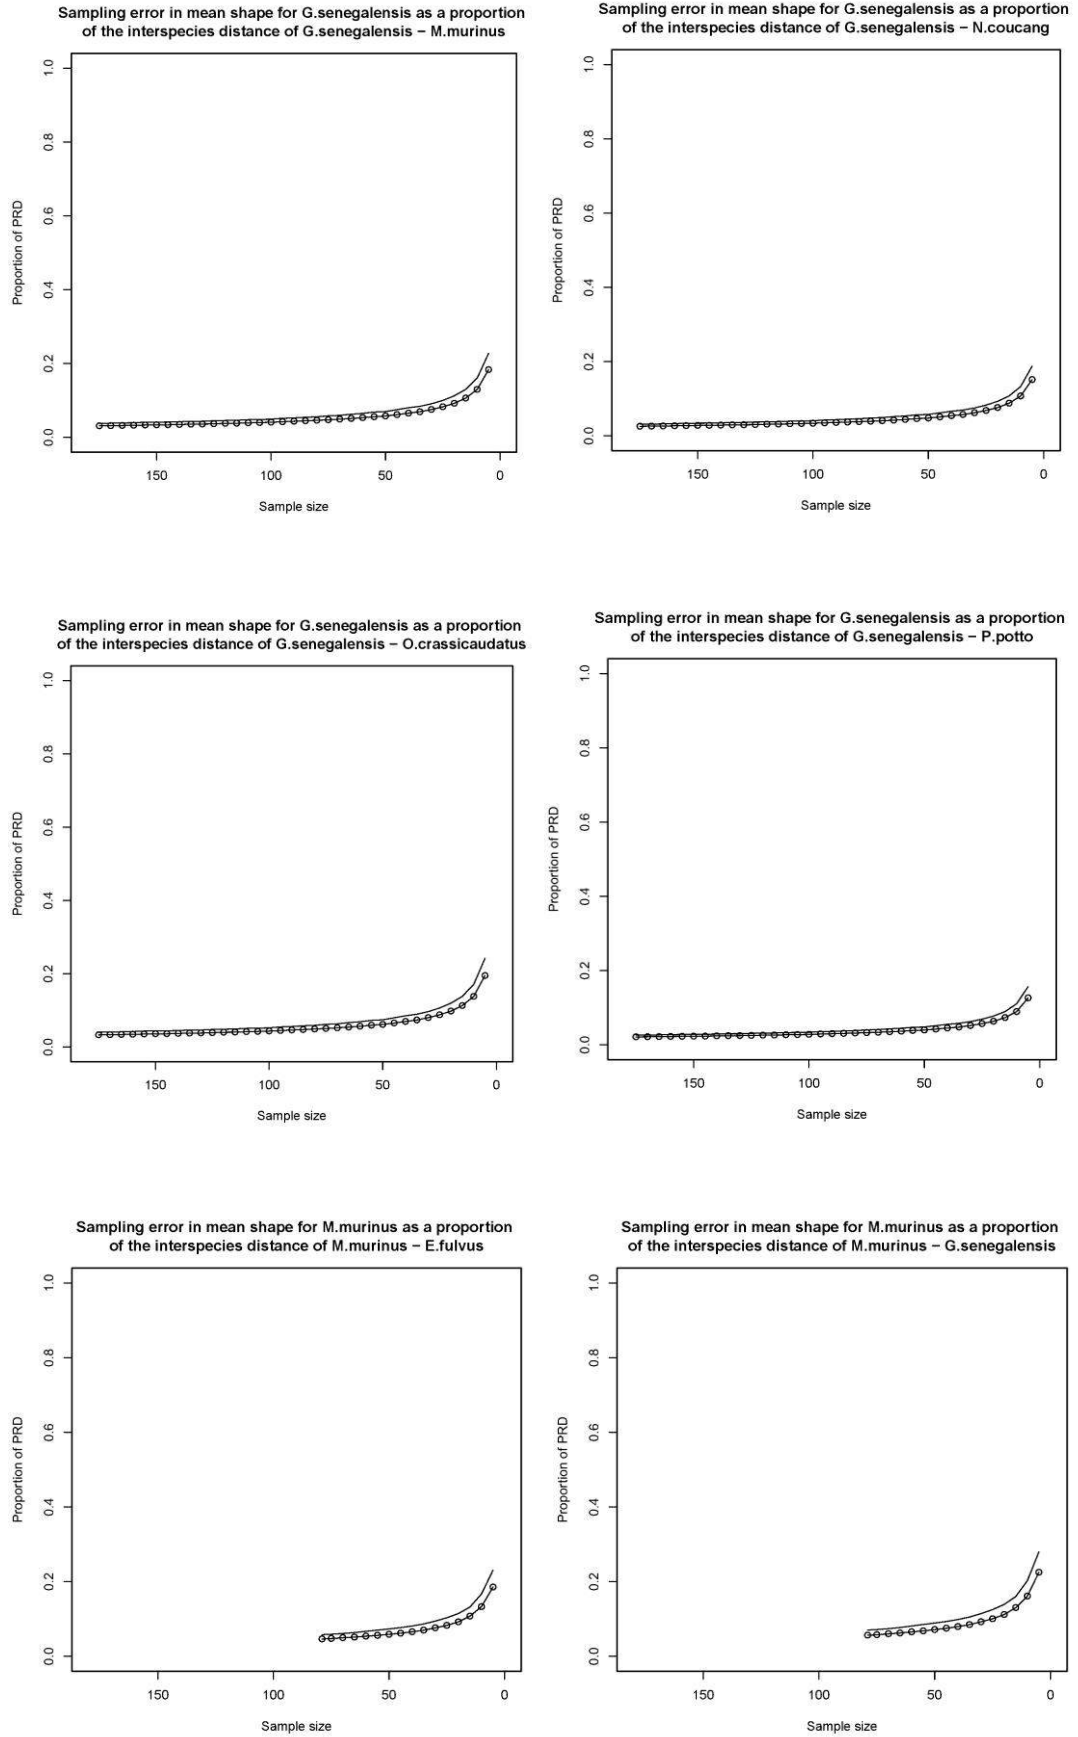 Sampling error in mean shape for G.senegalensis as a proportion
of the interspecies distance of G.senegalensis − M.murinus
Proportion of PRD
1.0
0.8
0.6
0.4
0.2
0.0
150
100
50
0
Sample size
Sampling error in mean shape for G.senegalensis as a proportion
of the interspecies distance of G.senegalensis − N.coucang
Proportion of PRD
1.0
0.8
0.6
0.4
0.2
0.0
150
100
50
0
Sample size
Sampling error in mean shape for G.senegalensis as a proportion
of the interspecies distance of G.senegalensis − O.crassicaudatus
Proportion of PRD
1.0
0.8
0.6
0.4
0.2
0.0
150
100
50
0
Sample size
Sampling error in mean shape for G.senegalensis as a proportion
of the interspecies distance of G.senegalensis − P.potto
Proportion of PRD
1.0
0.8
0.6
0.4
0.2
0.0
150
100
50
0
Sample size
Sampling error in mean shape for M.murinus as a proportion
of the interspecies distance of M.murinus − E.fulvus
Proportion of PRD
1.0
0.8
0.6
0.4
0.2
0.0
150
100
50
0
Sample size
Sampling error in mean shape for M.murinus as a proportion
of the interspecies distance of M.murinus − G.senegalensis
Proportion of PRD
1.0
0.8
0.6
0.4
0.2
0.0
150
100
50
0
Sample size